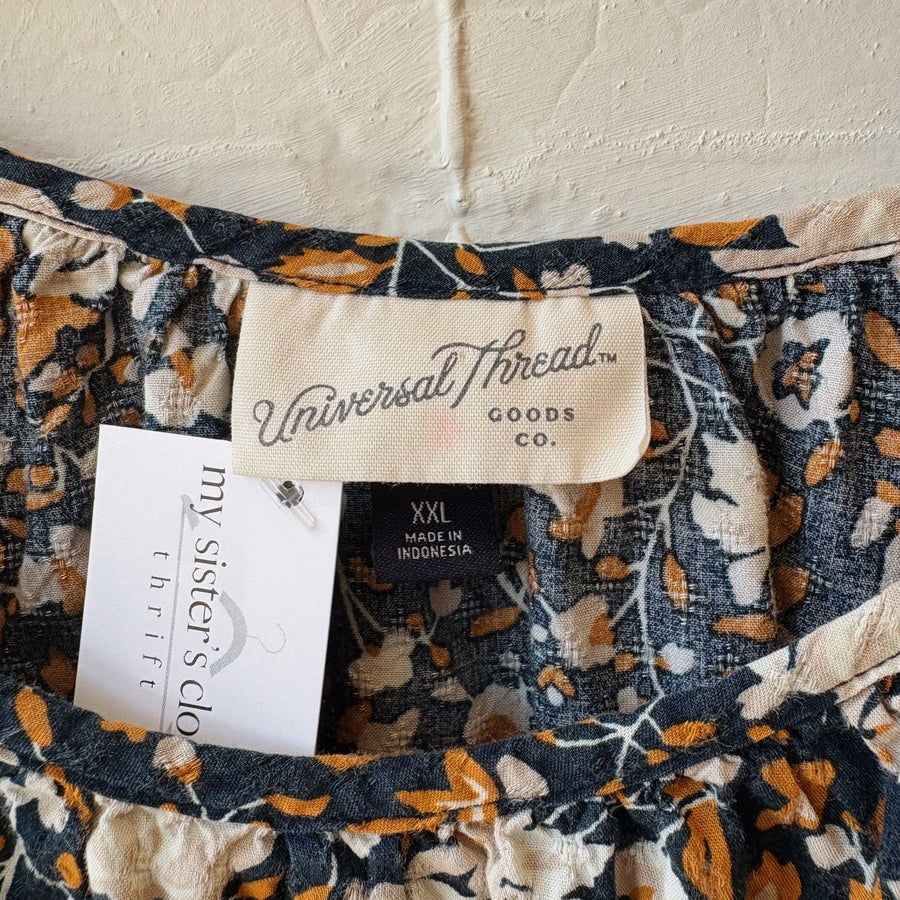 Universal Thread™
GOODS
CO.
XXL
MADE IN
INDONESIA
my sister's clo
thrift